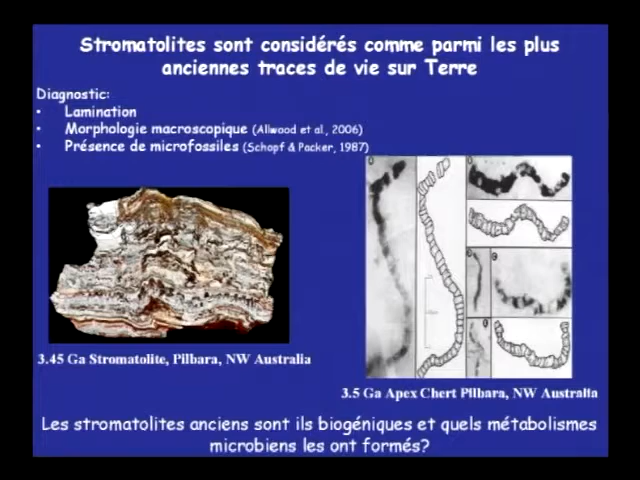 Stromatolites sont considérés comme parmi les plus
anciennes traces de vie sur Terre
Diagnostic:
• Lamination
• Morphologie macroscopique (Allwood et al., 2006)
• Présence de microfossiles (Schopf & Packer, 1987)
3.45 Ga Stromatolite, Pilbara, NW Australia
3.5 Ga Apex Chert Pilbara, NW Australia
Les stromatolites anciens sont ils biogéniques et quels métabolismes
microbiens les ont formés?